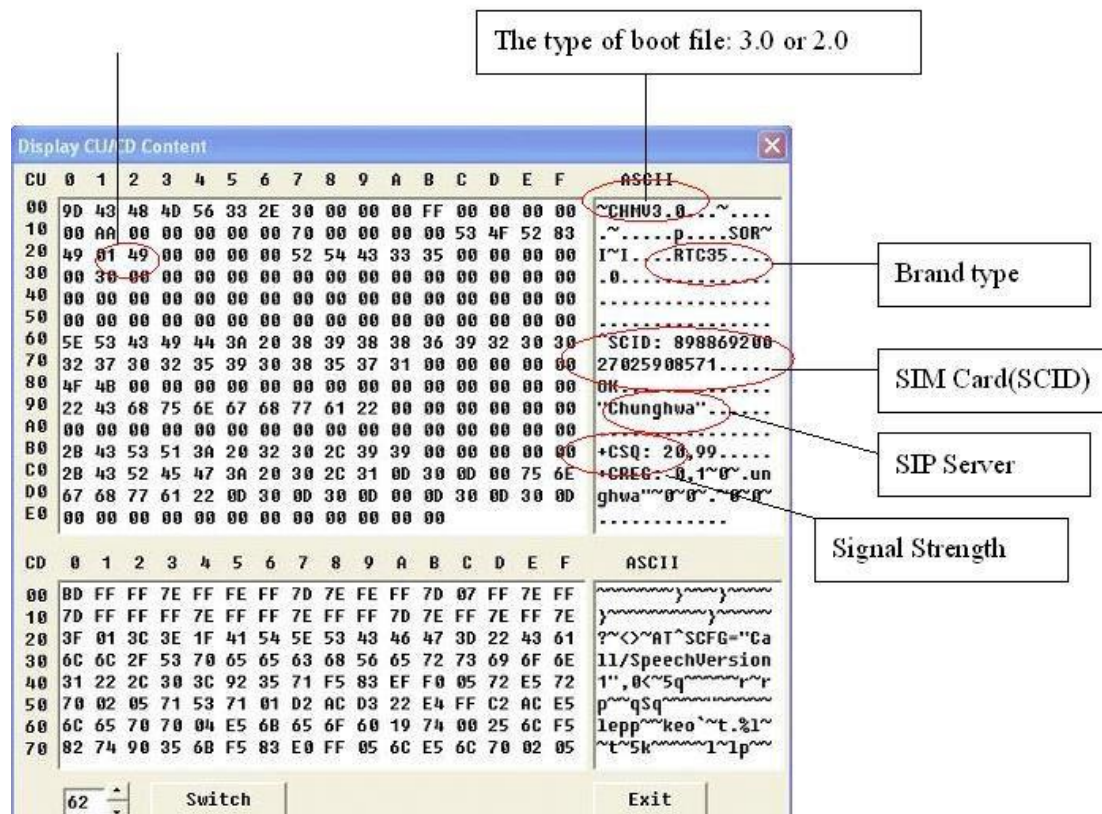 The type of boot file: 3.0 or 2.0
Display CU/CD Content
CU 0 1 2 3 4 5 6 7 8 9 A B C D E F ASCII
00 9D 43 48 4D 56 33 2E 30 00 00 00 FF 00 00 00 00 ~CHMV3.0...~....
10 00 AA 00 00 00 00 00 70 00 00 00 00 53 4F 52 83 .~.....p....SOR~
20 49 01 49 00 00 00 00 52 54 43 33 35 00 00 00 00 I~I....RTC35....
30 00 30 00 00 00 00 00 00 00 00 00 00 00 00 00 00 .0..............
40 00 00 00 00 00 00 00 00 00 00 00 00 00 00 00 00 ................
50 00 00 00 00 00 00 00 00 00 00 00 00 00 00 00 00 ................
60 5E 53 43 49 44 3A 20 38 39 38 38 36 39 32 30 30 ^SCID: 898869200
70 32 37 30 32 35 39 30 38 35 37 31 00 00 00 00 00 27025908571.....
80 4F 4B 00 00 00 00 00 00 00 00 00 00 00 00 00 00 OK..............
90 22 43 68 75 6E 67 68 77 61 22 00 00 00 00 00 00 "Chunghwa"......
A0 00 00 00 00 00 00 00 00 00 00 00 00 00 00 00 00 ................
B0 2B 43 53 51 3A 20 32 30 2C 39 39 00 00 00 00 00 +CSQ: 20,99.....
C0 2B 43 52 45 47 3A 20 30 2C 31 0D 30 0D 00 75 6E +CREG: 0,1~0~.un
D0 67 68 77 61 22 0D 30 0D 30 0D 00 0D 30 0D 30 0D ghwa"~0~0~.~0~0~
E0 00 00 00 00 00 00 00 00 00 00 00 00 ............
Brand type
SIM Card(SCID)
SIP Server
Signal Strength
CD 0 1 2 3 4 5 6 7 8 9 A B C D E F ASCII
00 BD FF FF 7E FF FE FF 7D 7E FE FF 7D 07 FF 7E FF ~~~~~~~}~~~}~~~~
10 7D FF FF FF 7E FF FF FF 7D 7E FF 7E FF 7E }~~~~~~~~~}~~~~~
20 3F 01 3C 3E 1F 41 54 5E 53 43 46 47 3D 22 43 61 ?~<>~AT^SCFG="Ca
30 6C 6C 2F 53 70 65 65 63 68 56 65 72 73 69 6F 6E ll/SpeechVersion
40 31 22 2C 30 3C 92 35 71 F5 83 EF F0 05 72 E5 72 1",0<~5q~~~~~r~r
50 70 02 05 71 53 71 01 D2 AC D3 22 E4 FF C2 AC E5 p~~qSq~~~~"~~~~~
60 6C 65 70 70 04 E5 6B 65 6F 60 19 74 00 25 6C F5 lepp~~keo`~t.%l~
70 82 74 90 35 6B F5 83 E0 FF 05 6C E5 6C 70 02 05 ~t~5k~~~~~l~lp~~
62 Switch Exit